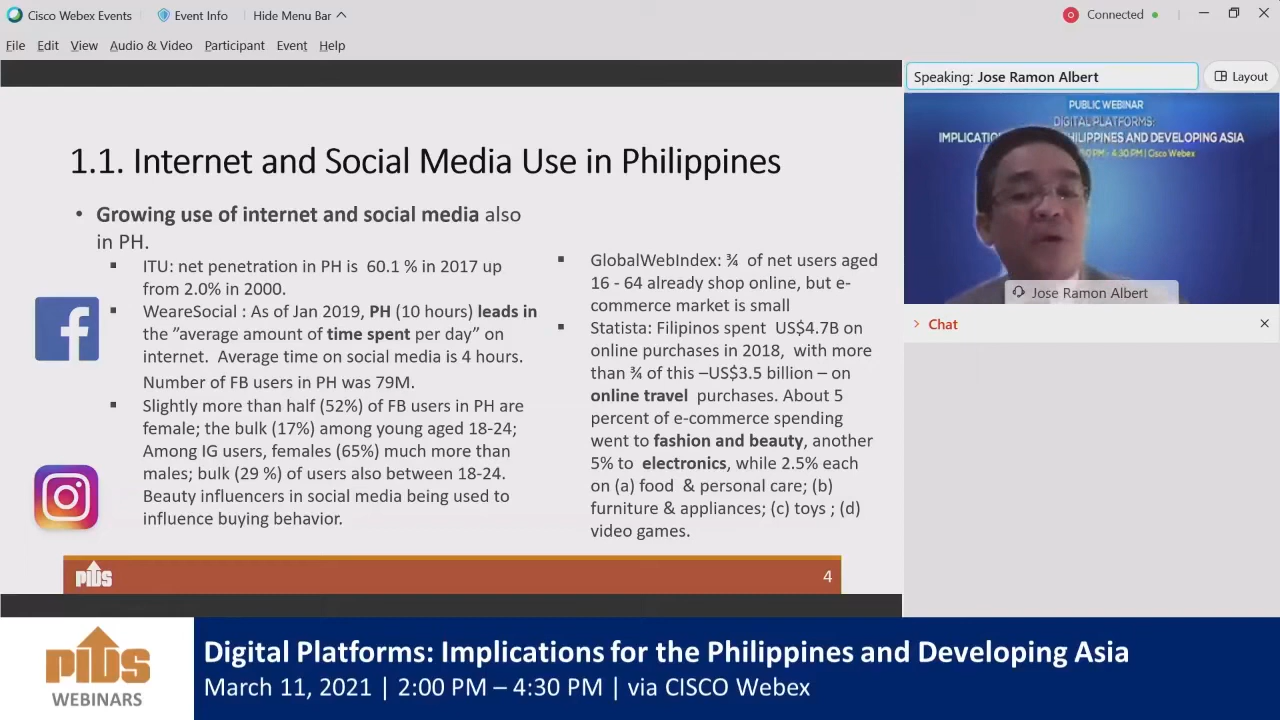 Cisco Webex Events
Event Info
Hide Menu Bar
Connected
File Edit View Audio & Video Participant Event Help
Speaking: Jose Ramon Albert
Layout
PUBLIC WEBINAR
DIGITAL PLATFORMS:
PHILIPPINES AND DEVELOPING ASIA
PM - 4:30 PM | Cisco Webex
Jose Ramon Albert
Chat
1.1. Internet and Social Media Use in Philippines
• Growing use of internet and social media also
in PH.
▪ ITU: net penetration in PH is 60.1 % in 2017 up
from 2.0% in 2000.
▪ WeareSocial : As of Jan 2019, PH (10 hours) leads in
the ”average amount of time spent per day” on
internet. Average time on social media is 4 hours.
Number of FB users in PH was 79M.
▪ Slightly more than half (52%) of FB users in PH are
female; the bulk (17%) among young aged 18-24;
Among IG users, females (65%) much more than
males; bulk (29 %) of users also between 18-24.
Beauty influencers in social media being used to
influence buying behavior.
▪ GlobalWebIndex: ¾ of net users aged
16 - 64 already shop online, but e-
commerce market is small
▪ Statista: Filipinos spent US$4.7B on
online purchases in 2018, with more
than ¾ of this –US$3.5 billion – on
online travel purchases. About 5
percent of e-commerce spending
went to fashion and beauty, another
5% to electronics, while 2.5% each
on (a) food & personal care; (b)
furniture & appliances; (c) toys ; (d)
video games.
PIDS
4
PIDS
WEBINARS
Digital Platforms: Implications for the Philippines and Developing Asia
March 11, 2021 | 2:00 PM – 4:30 PM | via CISCO Webex